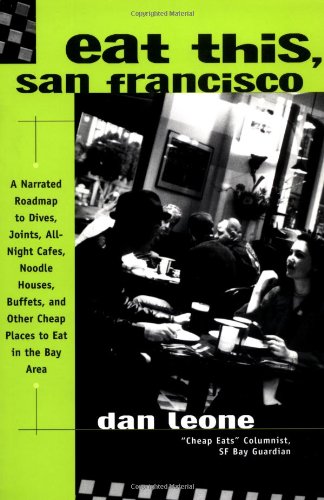 eat this,
san francisco
A Narrated
Roadmap to
to Dives,
Joints, All-
Night Cafes,
Noodle
Houses,
Buffets, and
Other Cheap
Places to Eat
in the Bay
Area
dan leone
"Cheap Eats" Columnist,
SF Bay Guardian